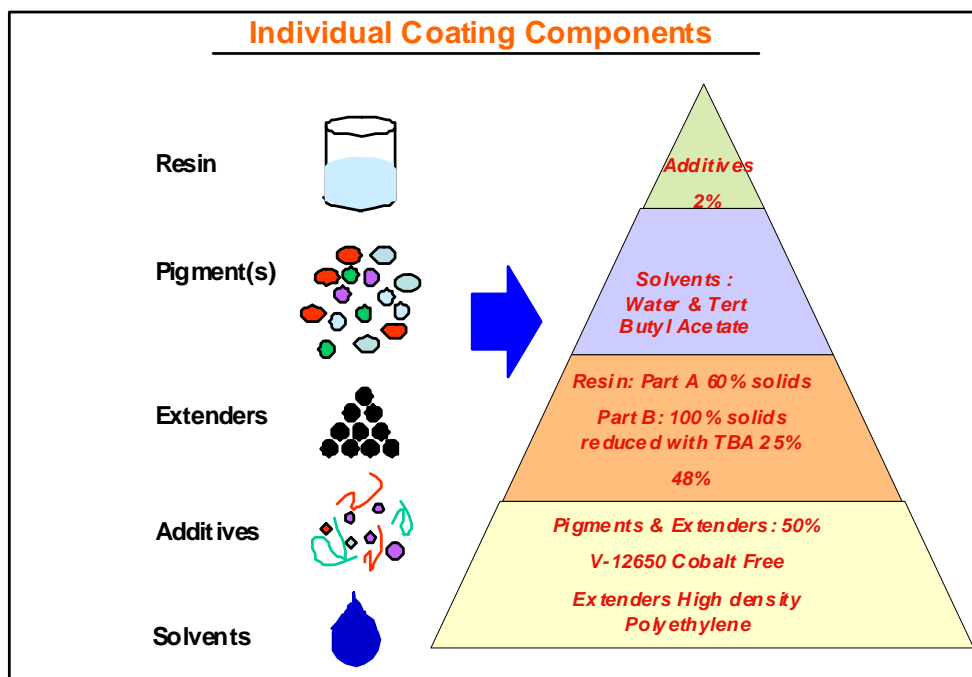 Individual Coating Components
Resin
Pigment(s)
Extenders
Additives
Solvents
Additives
2%
Solvents :
Water & Tert
Butyl Acetate
Resin: Part A 60% solids
Part B: 100% solids
reduced with TBA 25%
48%
Pigments & Extenders: 50%
V-12650 Cobalt Free
Extenders High density
Polyethylene